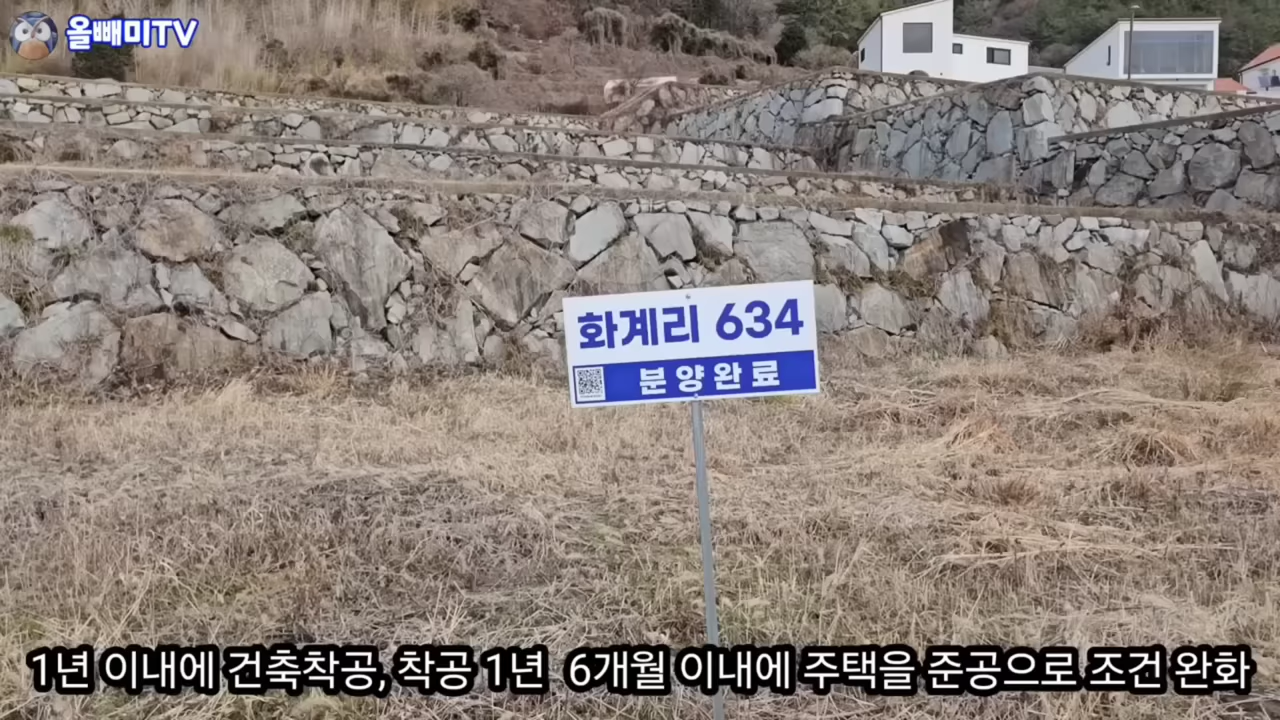 올빼미TV
화계리 634
분양완료
1년 이내에 건축착공, 착공 1년 6개월 이내에 주택을 준공으로 조건 완화